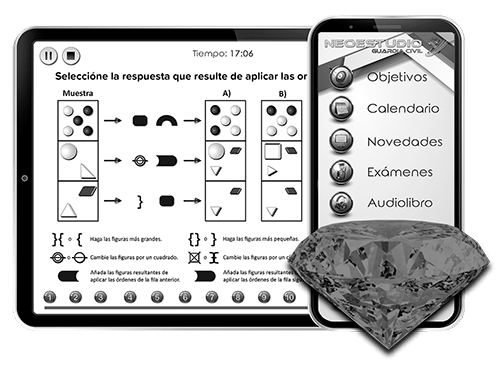 Tiempo: 17:06
Seleccióne la respuesta que resulte de aplicar las or
Muestra
A)
B)
}{ o { Haga las figuras más grandes.
{} o } Haga las figuras más pequeñas.
o Cambie las figuras por un cuadrado.
o Cambie las figuras por un cí
Añada las figuras resultantes de
aplicar las órdenes de la fila anterior.
Añada las figuras resultantes de
aplicar las órdenes de la fila sig
1 2 3 4 5 6 7 8 9 10
NEOESTUDIO
GUARDIA CIVIL
Objetivos
Calendario
Novedades
Exámenes
Audiolibro